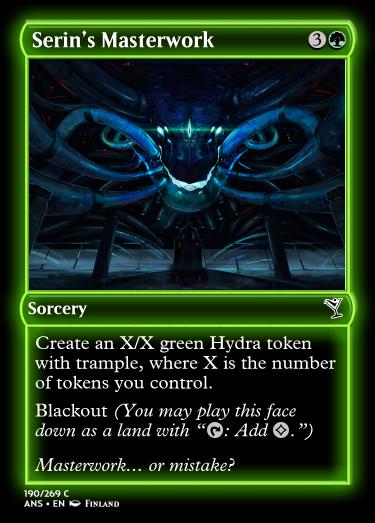 Serin's Masterwork 3
Sorcery
Create an X/X green Hydra token
with trample, where X is the number
of tokens you control.
Blackout (You may play this face
down as a land with “: Add .”)
Masterwork... or mistake?
190/269 C
ANS • EN Finland